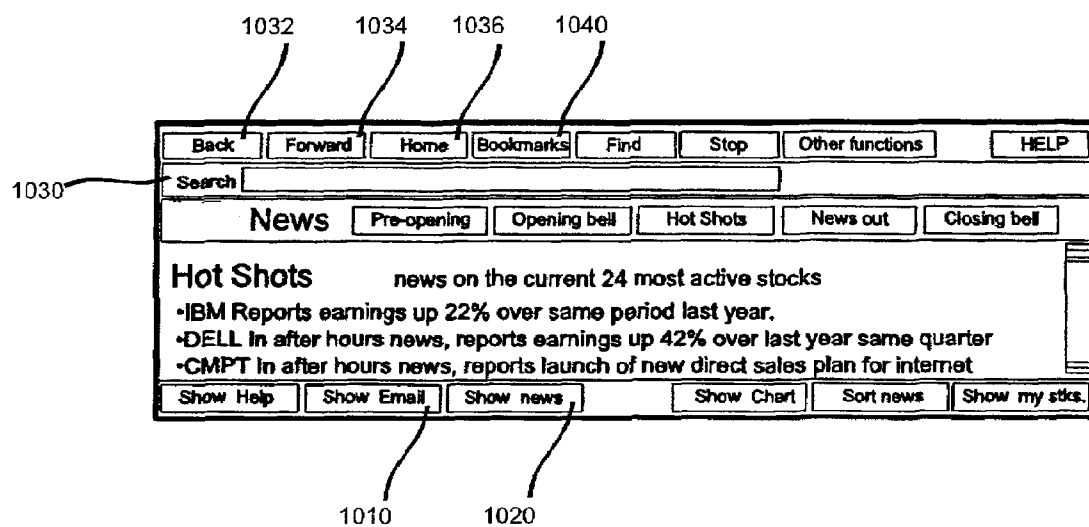 1032 1034 1036 1040
Back Forward Home Bookmarks Find Stop Other functions HELP
1030
Search
News Pre-opening Opening bell Hot Shots News out Closing bell
Hot Shots news on the current 24 most active stocks
•IBM Reports earnings up 22% over same period last year.
•DELL In after hours news, reports earnings up 42% over last year same quarter
•CMPT In after hours news, reports launch of new direct sales plan for internet
Show Help Show Email Show news Show Chart Sort news Show my stks.
1010 1020